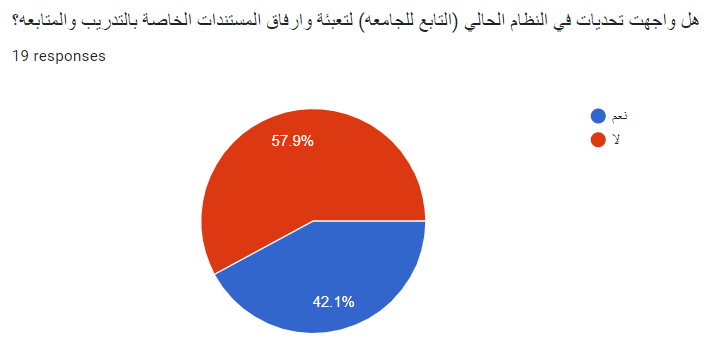 هل واجهت تحديات في النظام الحالي (التابع للجامعه) لتعبئة وارفاق المستندات الخاصة بالتدريب والمتابعه؟
19 responses
نعم
لا
57.9%
42.1%